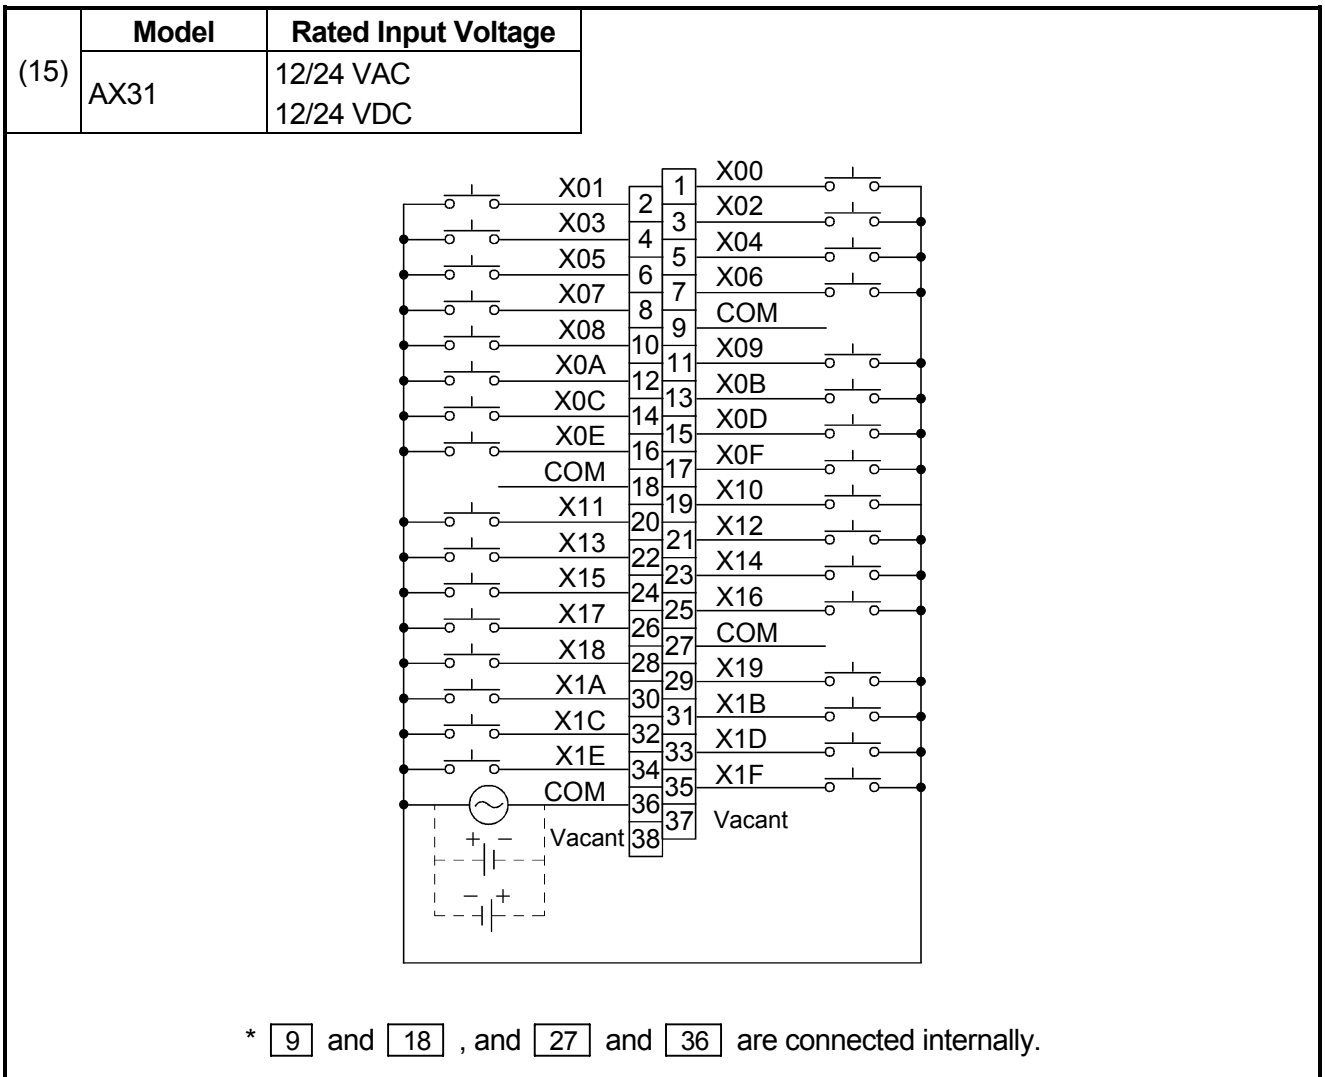 (15) Model Rated Input Voltage
AX31 12/24 VAC
12/24 VDC
1 X00
X01 2
3 X02
X03 4
5 X04
X05 6
7 X06
X07 8
9 COM
X08 10
11 X09
X0A 12
13 X0B
X0C 14
15 X0D
X0E 16
17 X0F
COM 18
19 X10
X11 20
21 X12
X13 22
23 X14
X15 24
25 X16
X17 26
27 COM
X18 28
29 X19
X1A 30
31 X1B
X1C 32
33 X1D
X1E 34
35 X1F
COM 36
37 Vacant
Vacant 38
+ −
− +
* 9 and 18 , and 27 and 36 are connected internally.